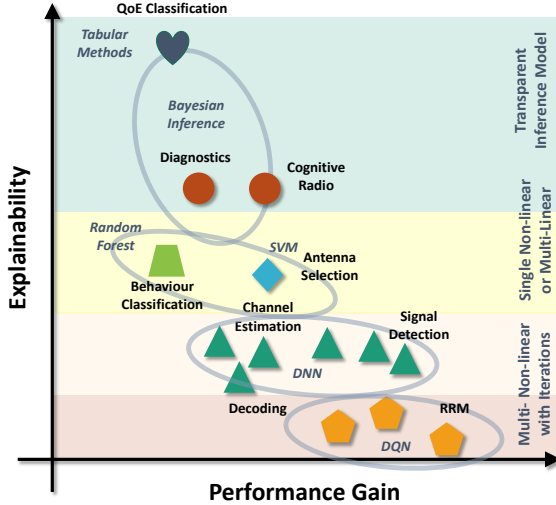 QoE Classification
Tabular
Methods
Bayesian
Inference
Diagnostics
Cognitive
Radio
Transparent
Inference Model
Random
Forest
SVM
Behaviour
Classification
Antenna
Selection
Single Non-linear
or Multi-Linear
Channel
Estimation
Signal
Detection
DNN
Decoding
Multi- Non-linear
with Iterations
RRM
DQN
Explainability
Performance Gain